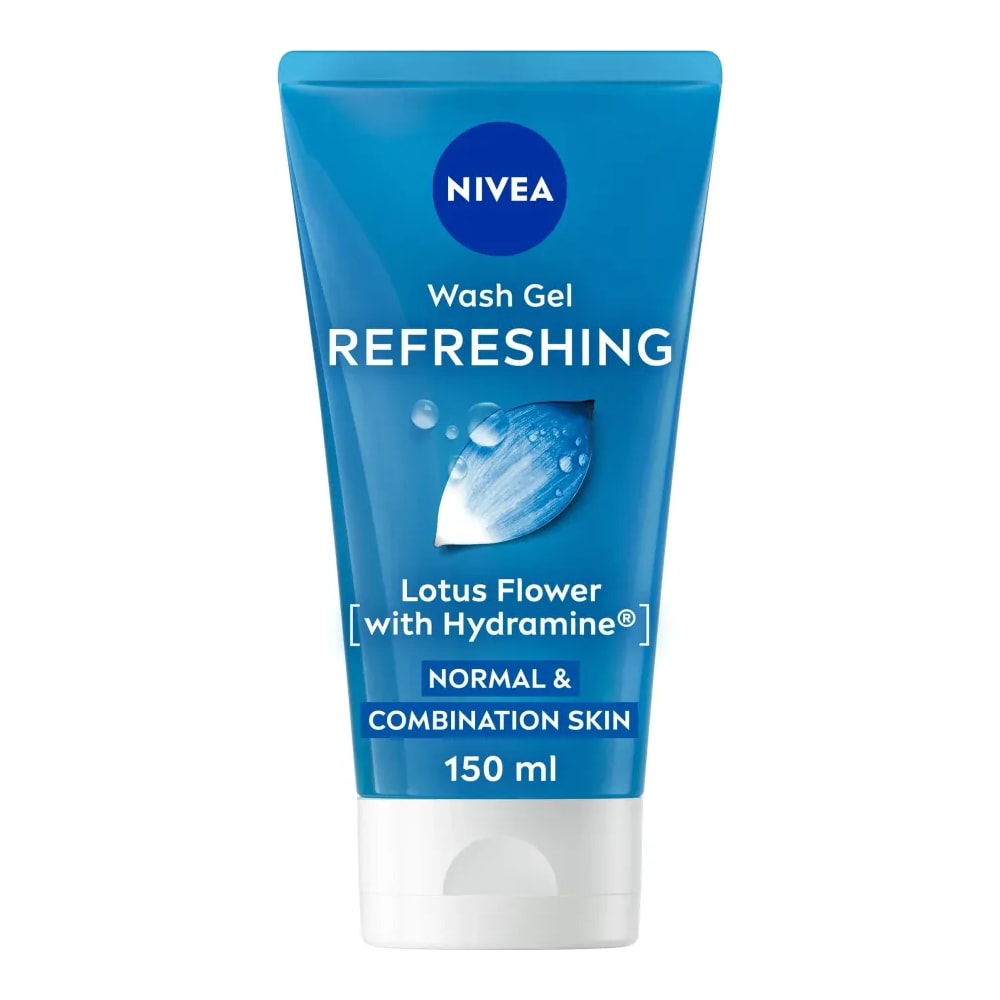 NIVEA
Wash Gel
REFRESHING
Lotus Flower
[with Hydramine®]
NORMAL &
COMBINATION SKIN
150 ml